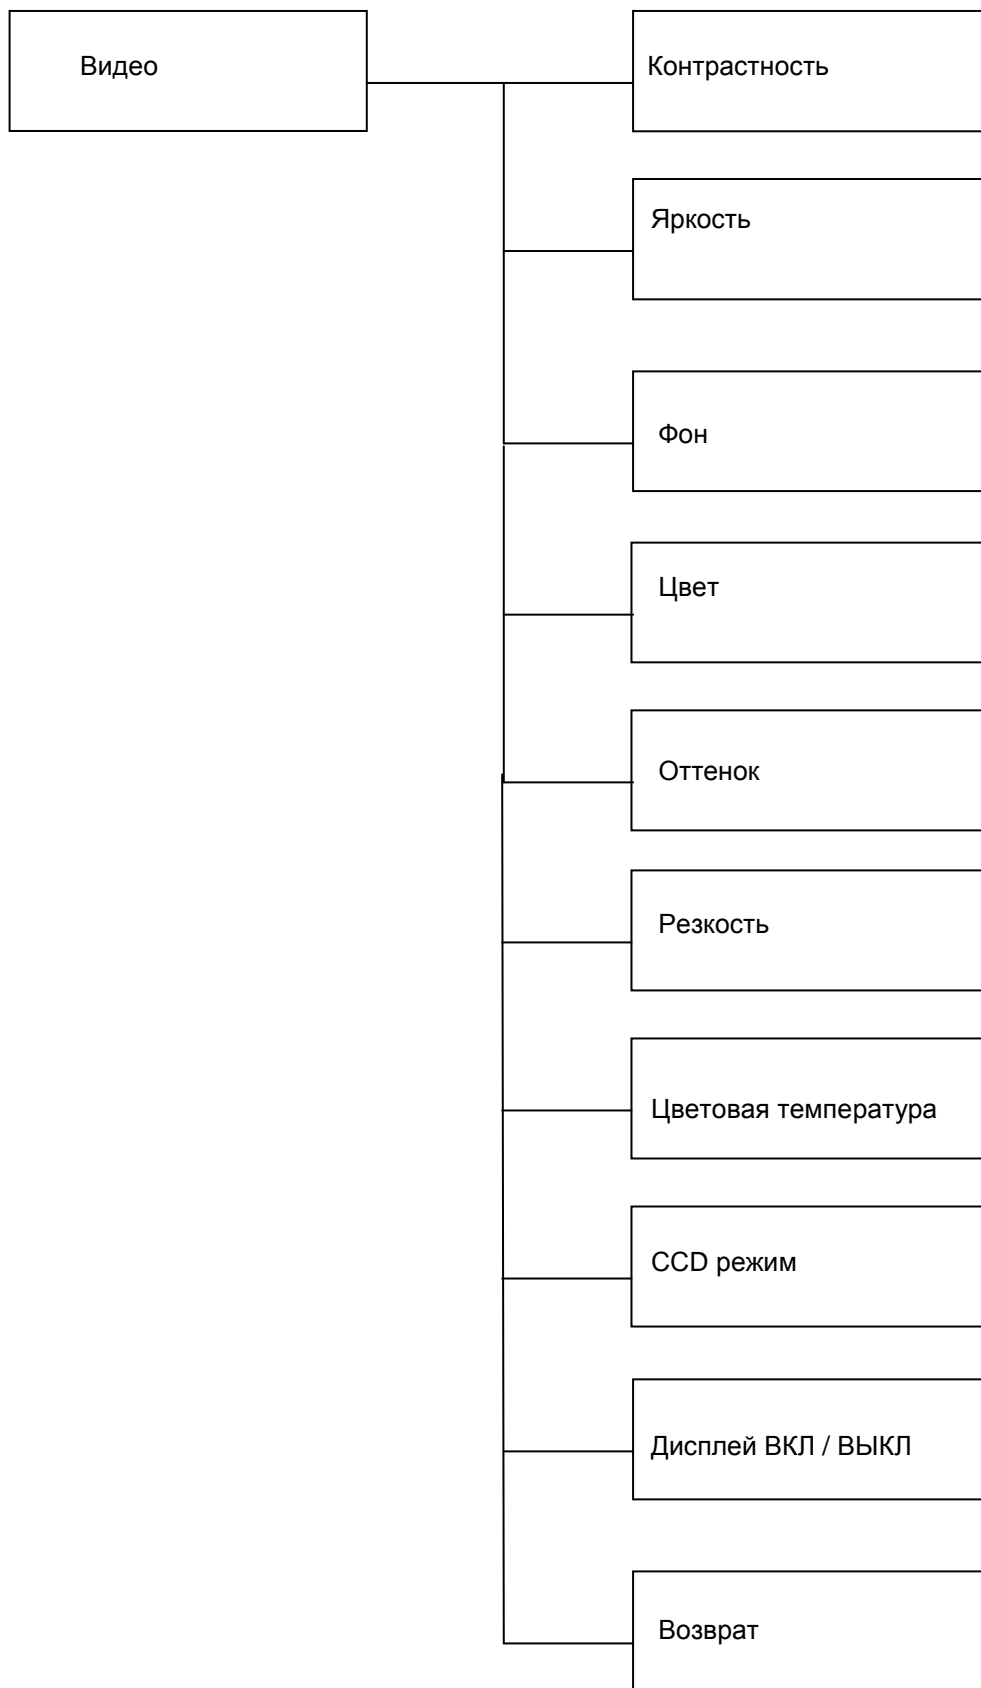 Видео
Контрастность
Яркость
Фон
Цвет
Оттенок
Резкость
Цветовая температура
CCD режим
Дисплей ВКЛ / ВЫКЛ
Возврат